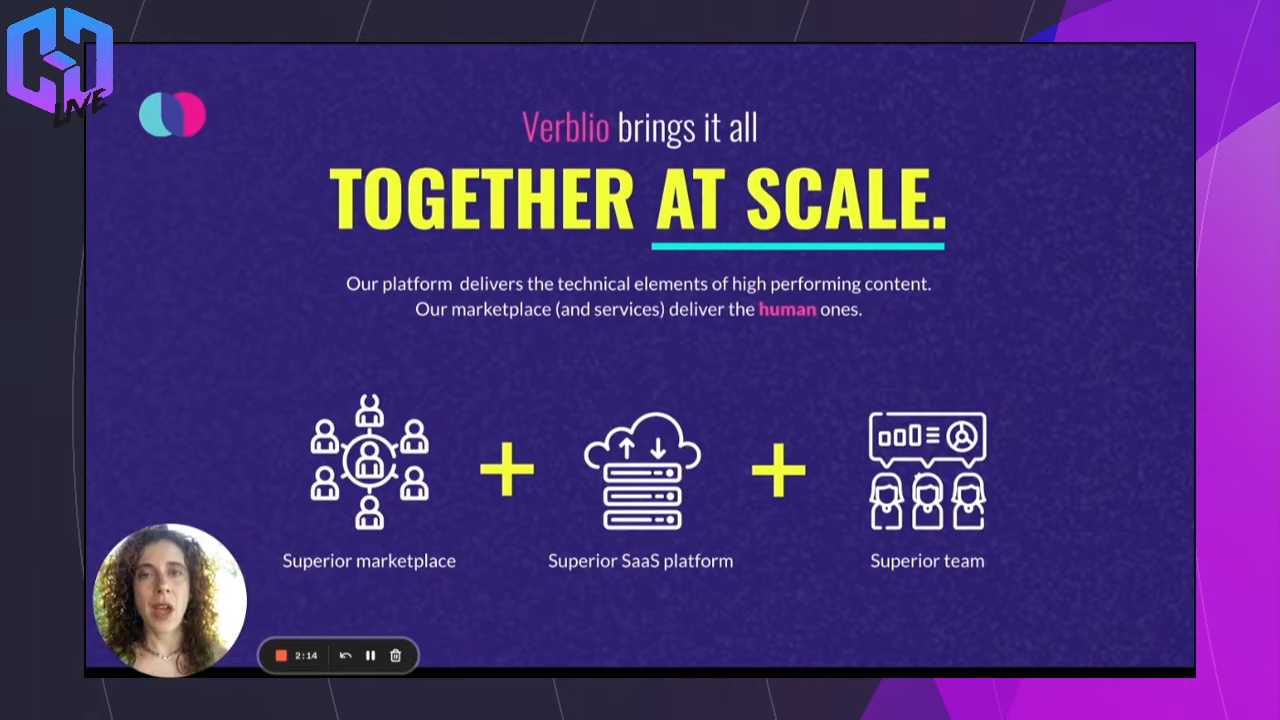 LIVE
Verblio brings it all
TOGETHER AT SCALE.
Our platform delivers the technical elements of high performing content.
Our marketplace (and services) deliver the human ones.
Superior marketplace
Superior SaaS platform
Superior team
2:14